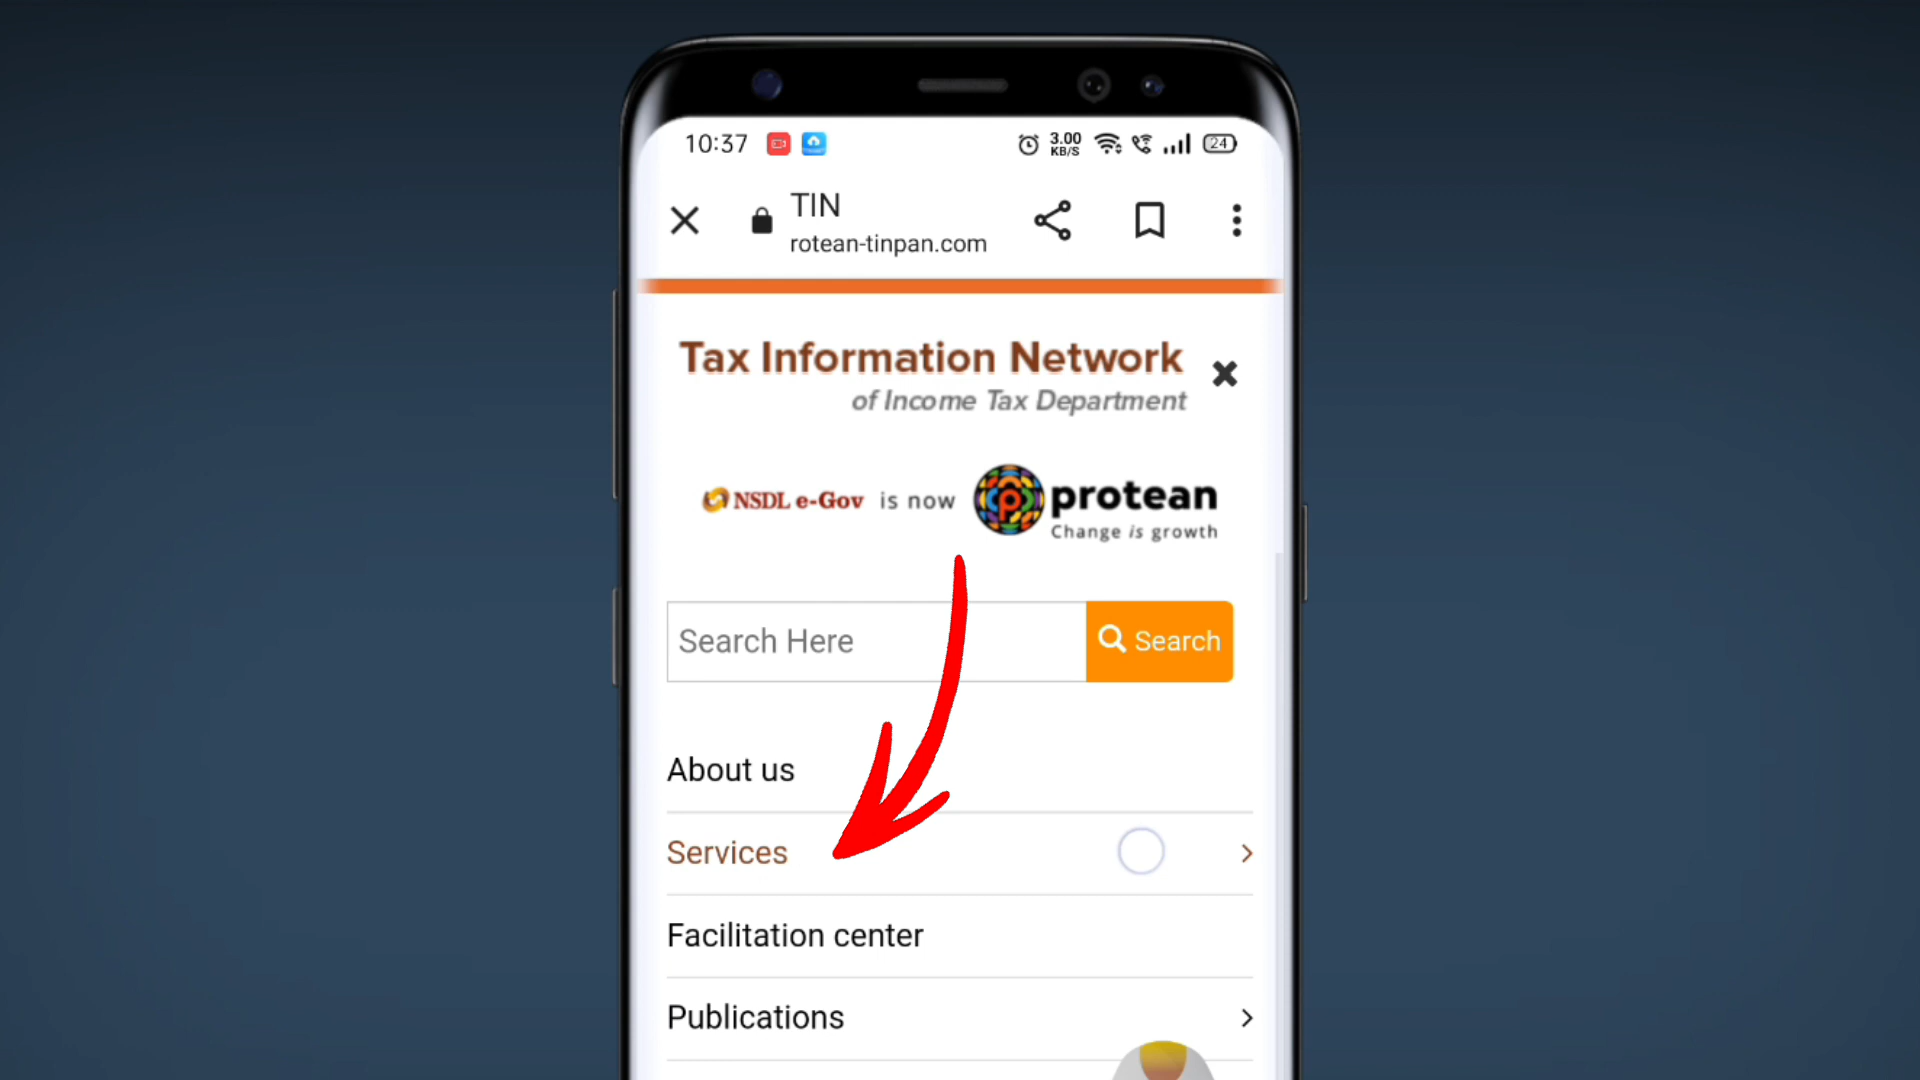 10:37
3.00
KB/S
24
TIN
rotean-tinpan.com
Tax Information Network
of Income Tax Department
NSDL e-Gov is now protean
Change is growth
Search Here
Search
About us
Services
Facilitation center
Publications